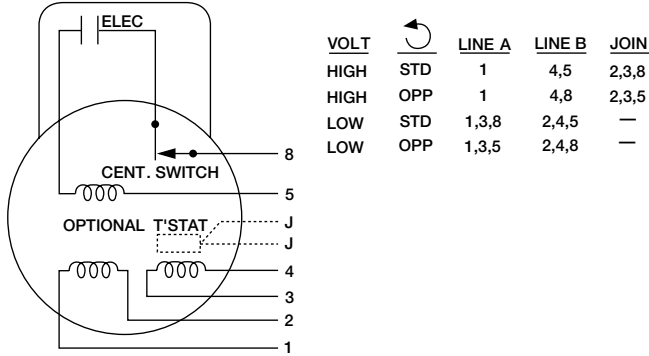 ELEC
8
CENT. SWITCH
5
OPTIONAL T'STAT
J
J
4
3
2
1
VOLT LINE A LINE B JOIN
HIGH STD 1 4,5 2,3,8
HIGH OPP 1 4,8 2,3,5
LOW STD 1,3,8 2,4,5 —
LOW OPP 1,3,5 2,4,8 —